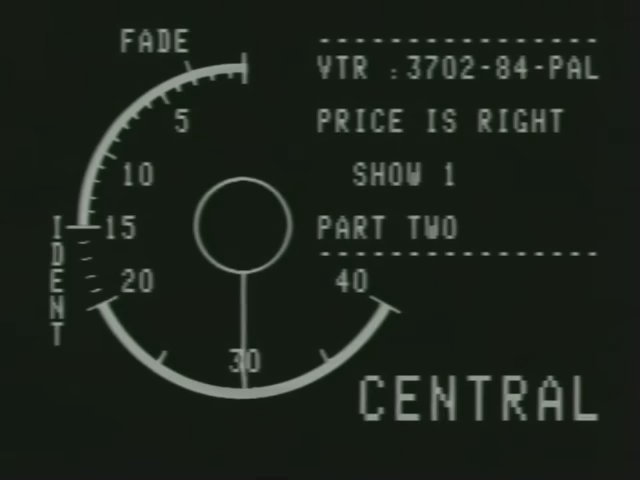 FADE
5
10
15
20
30
40
IDENT
----------------
VTR :3702-84-PAL
PRICE IS RIGHT
SHOW 1
PART TWO
----------------
CENTRAL